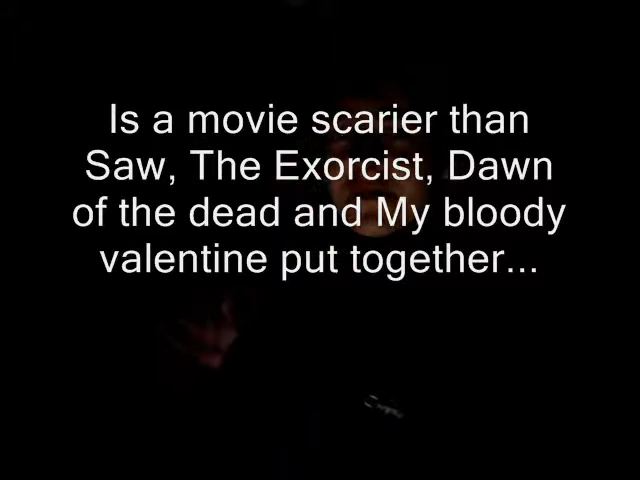 Is a movie scarier than
Saw, The Exorcist, Dawn
of the dead and My bloody
valentine put together...